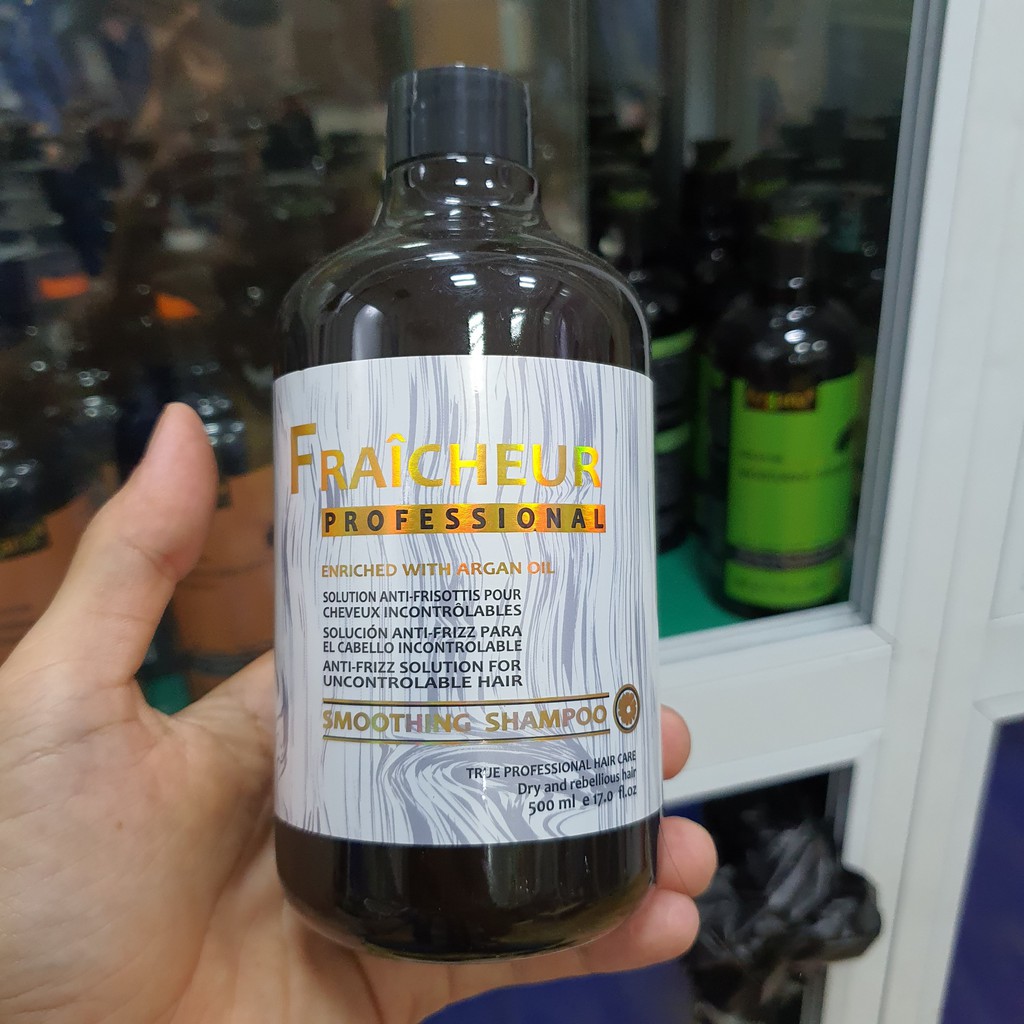 FRAÎCHEUR
PROFESSIONAL
ENRICHED WITH ARGAN OIL
SOLUTION ANTI-FRISOTTIS POUR
CHEVEUX INCONTRÔLABLES
SOLUCIÓN ANTI-FRIZZ PARA
EL CABELLO INCONTROLABLE
ANTI-FRIZZ SOLUTION FOR
UNCONTROLABLE HAIR
SMOOTHING SHAMPOO
TRUE PROFESSIONAL HAIR CARE
Dry and rebellious hair
500 ml e 17.0 fl.oz